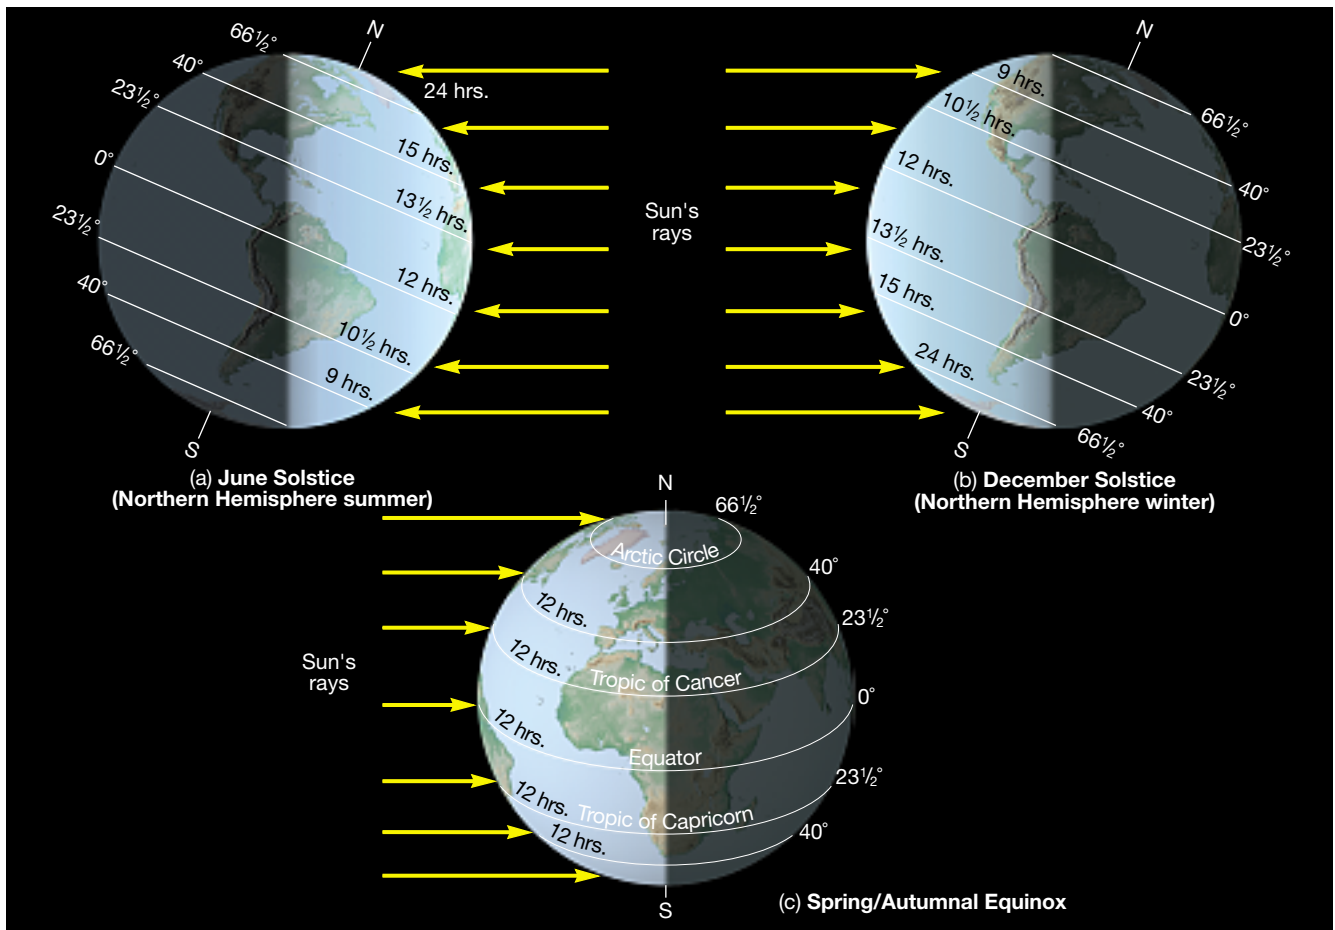 N
66½°
40°
23½°
0°
23½°
40°
66½°
S
24 hrs.
15 hrs.
13½ hrs.
12 hrs.
10½ hrs.
9 hrs.
(a) June Solstice
(Northern Hemisphere summer)
Sun's
rays
N
9 hrs.
10½ hrs.
12 hrs.
13½ hrs.
15 hrs.
24 hrs.
66½°
40°
23½°
0°
23½°
40°
66½°
S
(b) December Solstice
(Northern Hemisphere winter)
N
66½°
Arctic Circle
40°
12 hrs.
23½°
12 hrs.
Tropic of Cancer
0°
12 hrs.
Equator
23½°
12 hrs.
Tropic of Capricorn
40°
12 hrs.
S
Sun's
rays
(c) Spring/Autumnal Equinox